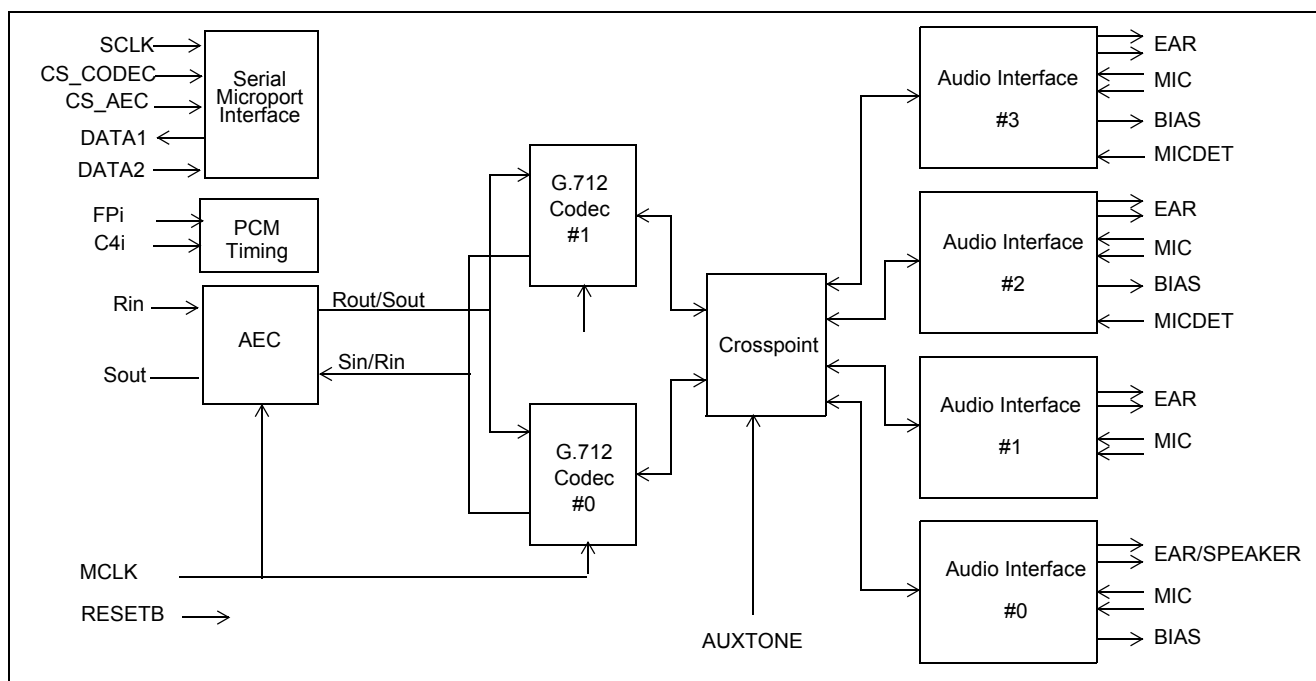 SCLK
CS_CODEC
CS_AEC
DATA1
DATA2
Serial
Microport
Interface
FPi
C4i
PCM
Timing
Rin
Sout
AEC
Rout/Sout
Sin/Rin
G.712
Codec
#1
G.712
Codec
#0
MCLK
RESETB
Crosspoint
AUXTONE
Audio Interface
#3
EAR
MIC
BIAS
MICDET
Audio Interface
#2
EAR
MIC
BIAS
MICDET
Audio Interface
#1
EAR
MIC
Audio Interface
#0
EAR/SPEAKER
MIC
BIAS